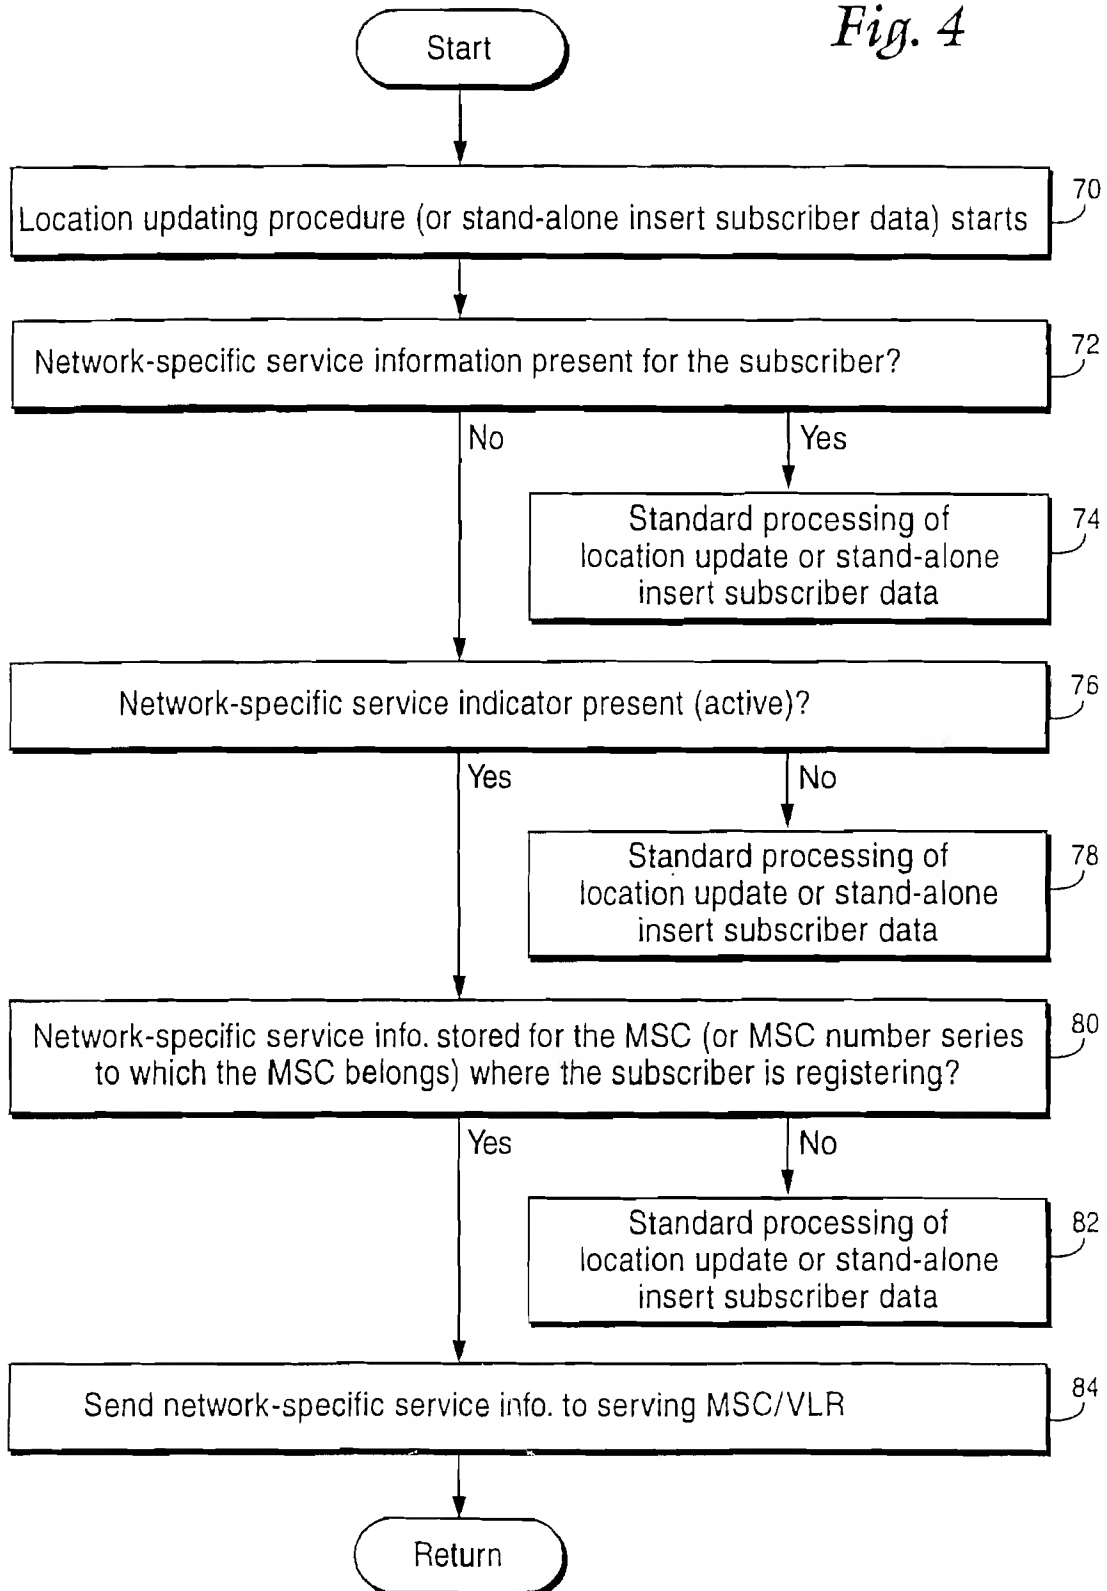 Fig. 4
Start
Location updating procedure (or stand-alone insert subscriber data) starts
70
Network-specific service information present for the subscriber?
72
No
Yes
Standard processing of
location update or stand-alone
insert subscriber data
74
Network-specific service indicator present (active)?
76
Yes
No
Standard processing of
location update or stand-alone
insert subscriber data
78
Network-specific service info. stored for the MSC (or MSC number series
to which the MSC belongs) where the subscriber is registering?
80
Yes
No
Standard processing of
location update or stand-alone
insert subscriber data
82
Send network-specific service info. to serving MSC/VLR
84
Return